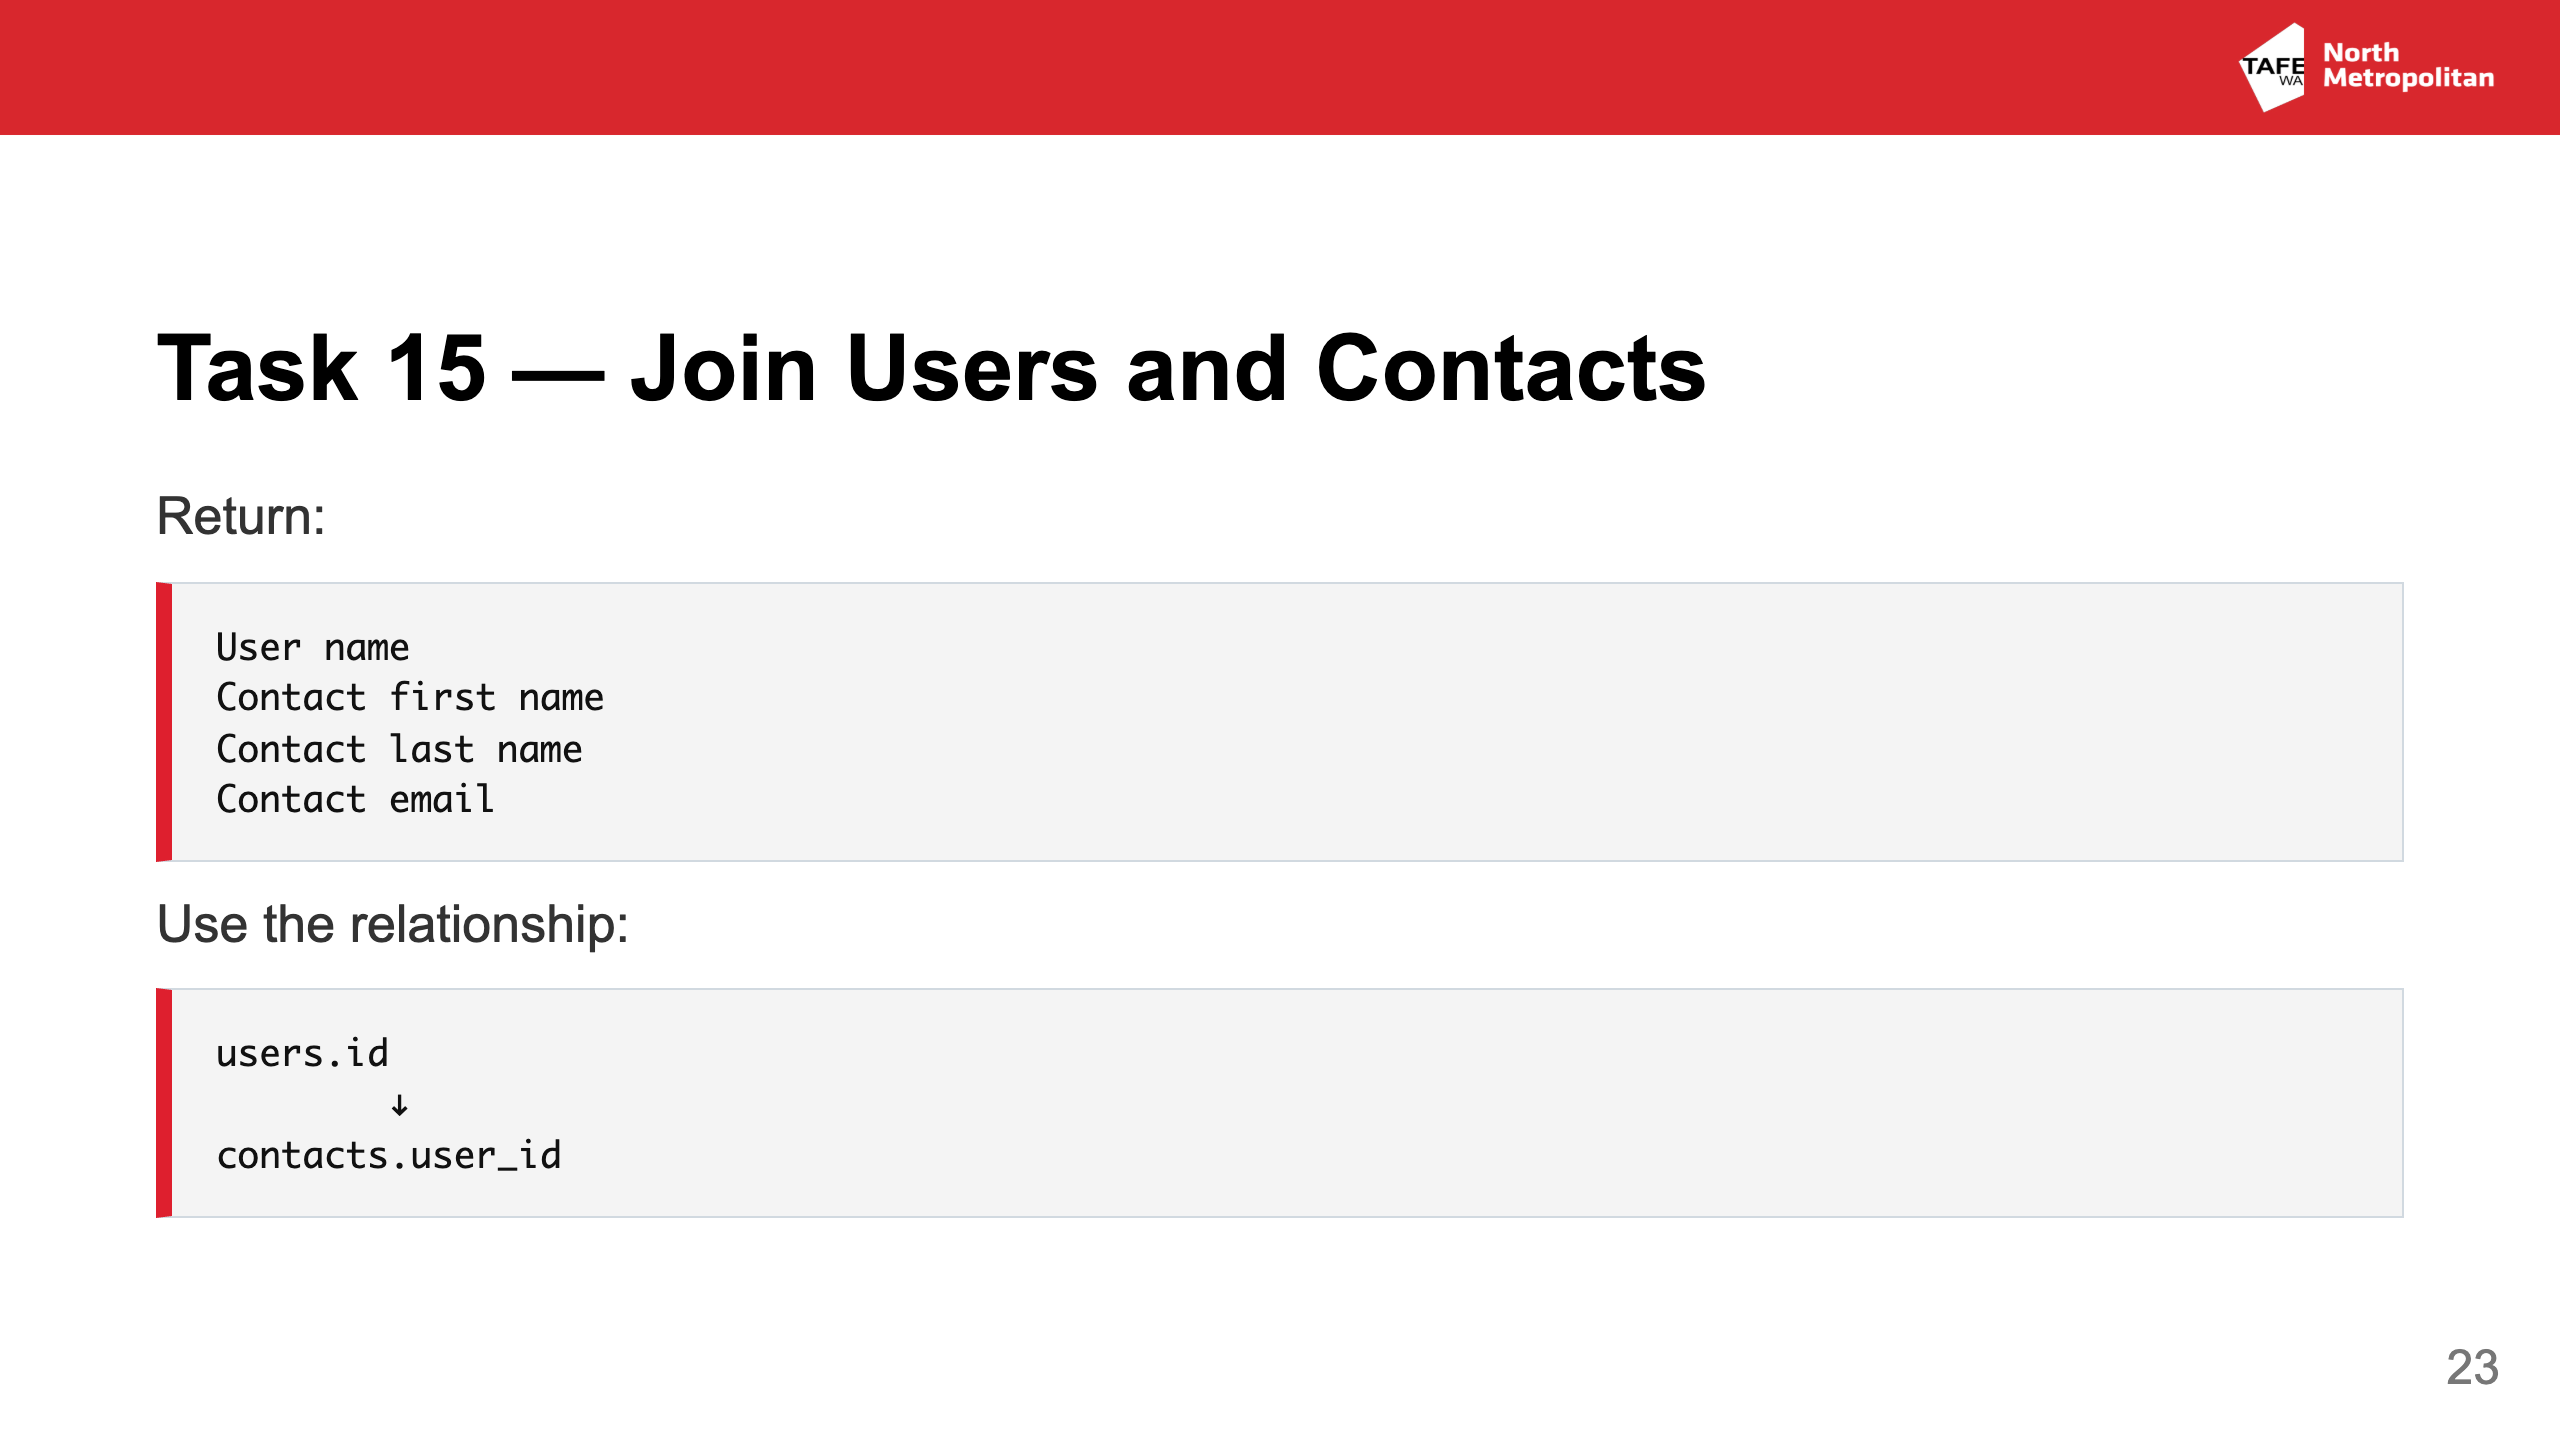 TAFE
WA
North
Metropolitan
Task 15 — Join Users and Contacts
Return:
User name
Contact first name
Contact last name
Contact email
Use the relationship:
users.id
↓
contacts.user_id
23